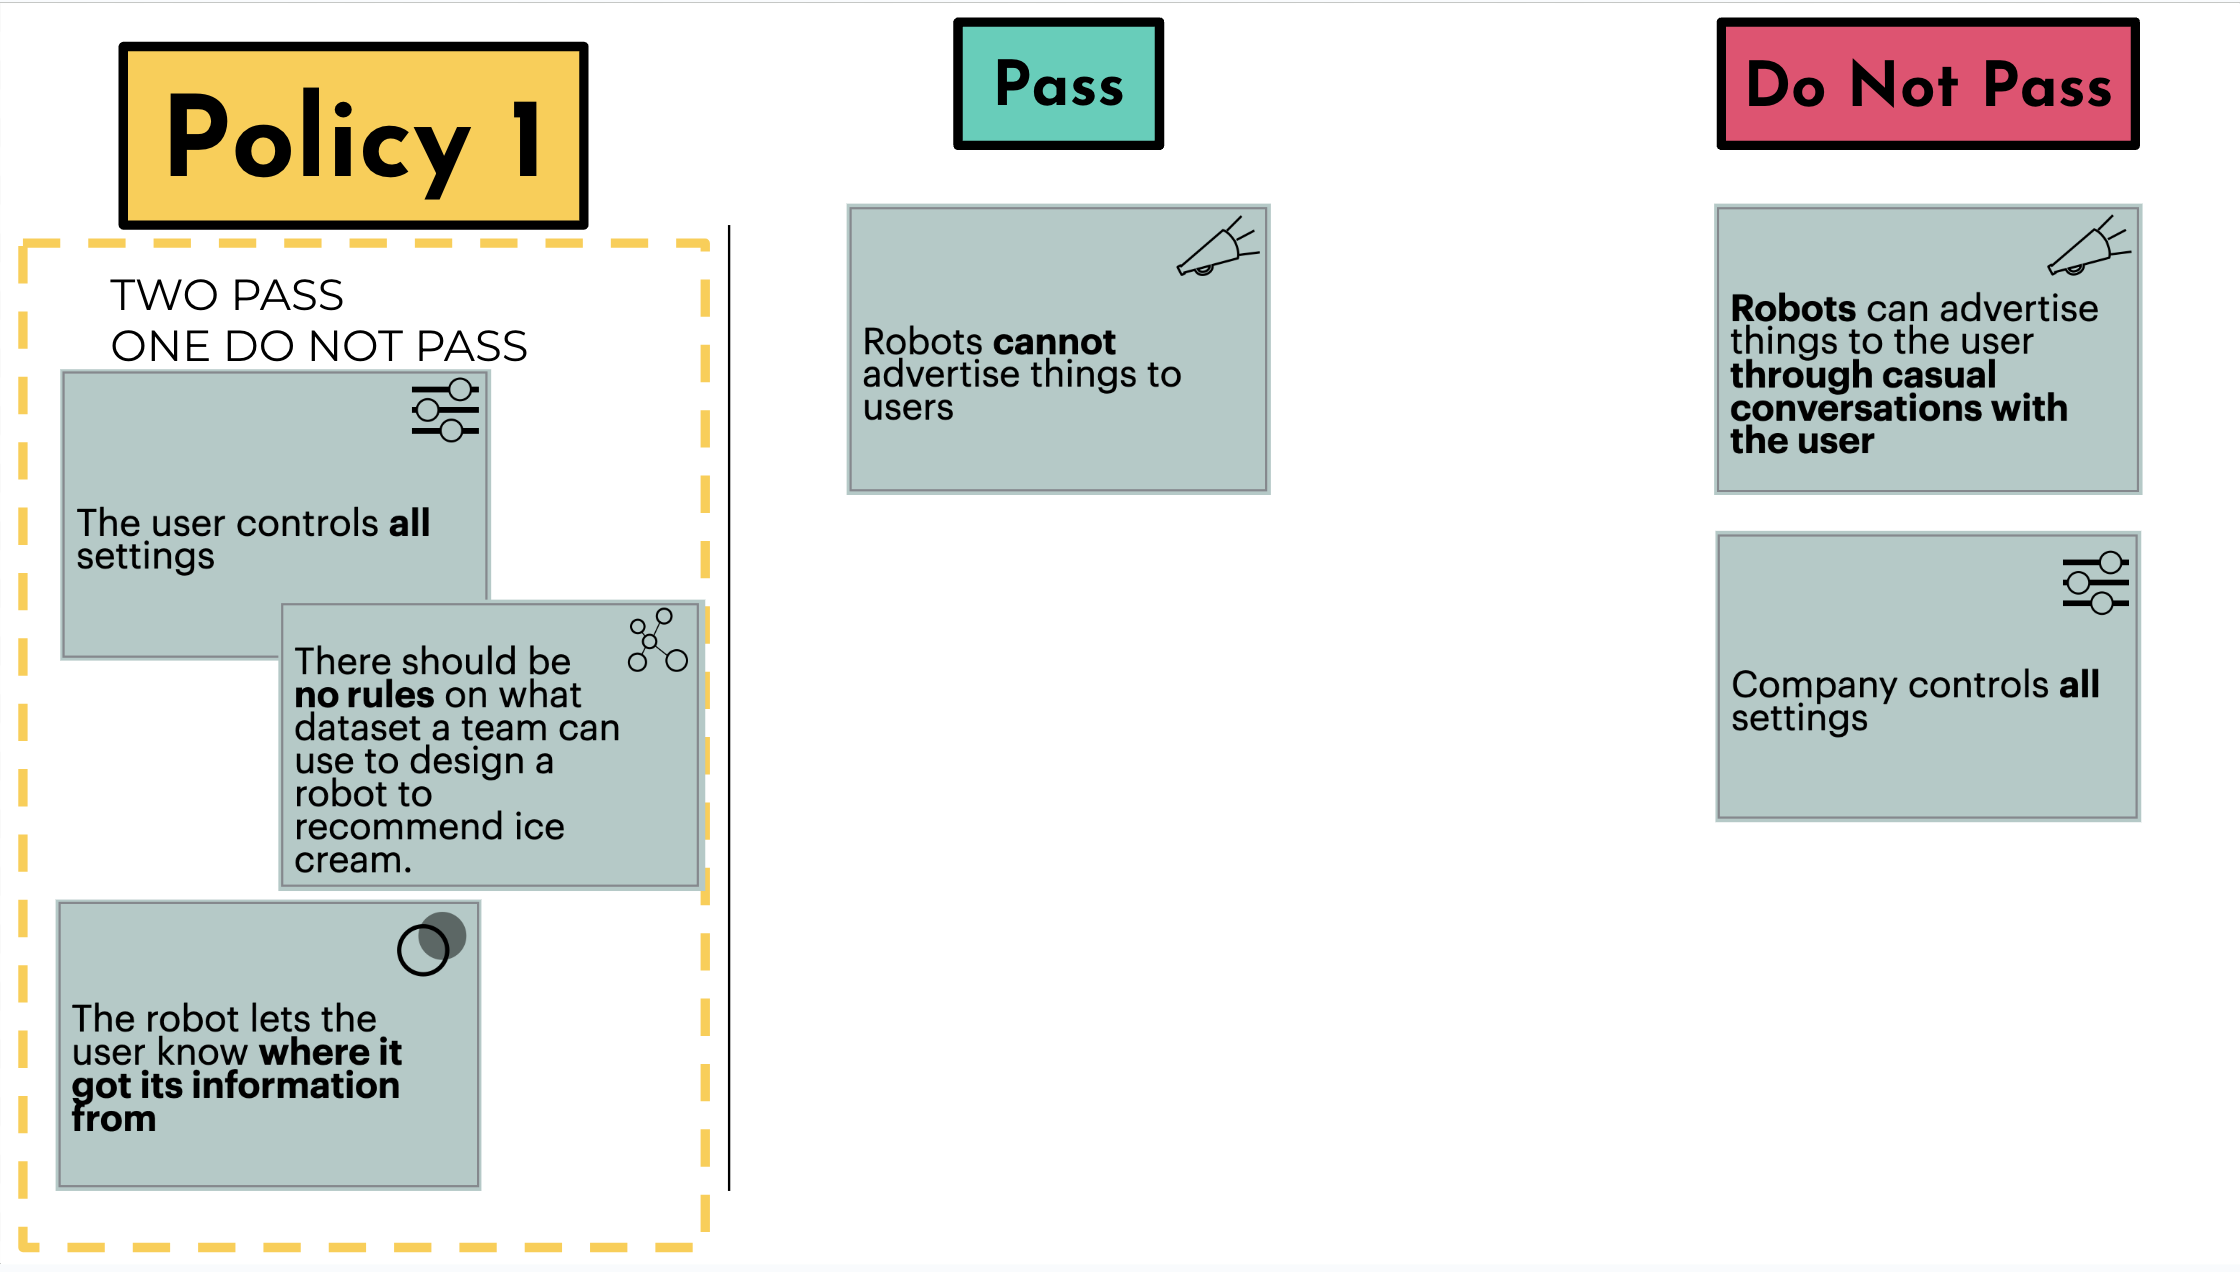 Policy 1
TWO PASS
ONE DO NOT PASS
The user controls all
settings
There should be
no rules on what
dataset a team can
use to design a
robot to
recommend ice
cream.
The robot lets the
user know where it
got its information
from
Pass
Robots cannot
advertise things to
users
Do Not Pass
Robots can advertise
things to the user
through casual
conversations with
the user
Company controls all
settings